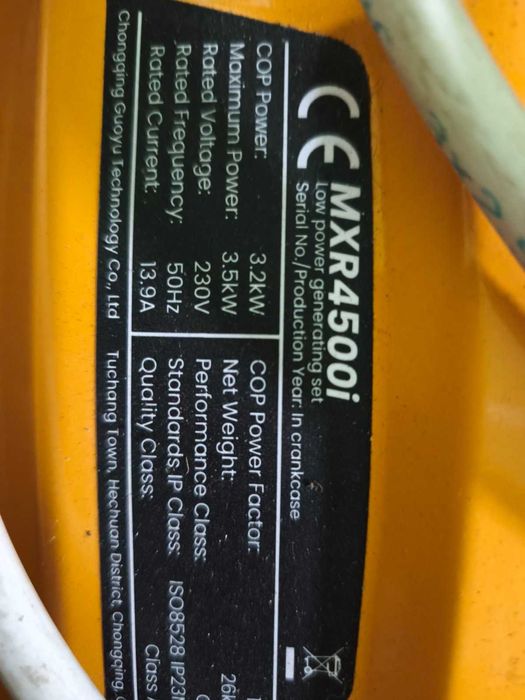 CE MXR4500i
Low power generating set
Serial No./Production Year: In crankcase
COP Power: 3.2kW
Maximum Power: 3.5kW
Rated Voltage: 230V
Rated Frequency: 50Hz
Rated Current: 13.9A
COP Power Factor:
Net Weight:
Performance Class:
Standards, IP Class: ISO8528 IP23
Quality Class: Class
Chongqing Guoyu Technology Co., Ltd Tuchang Town, Hechuan District, Chongqing,